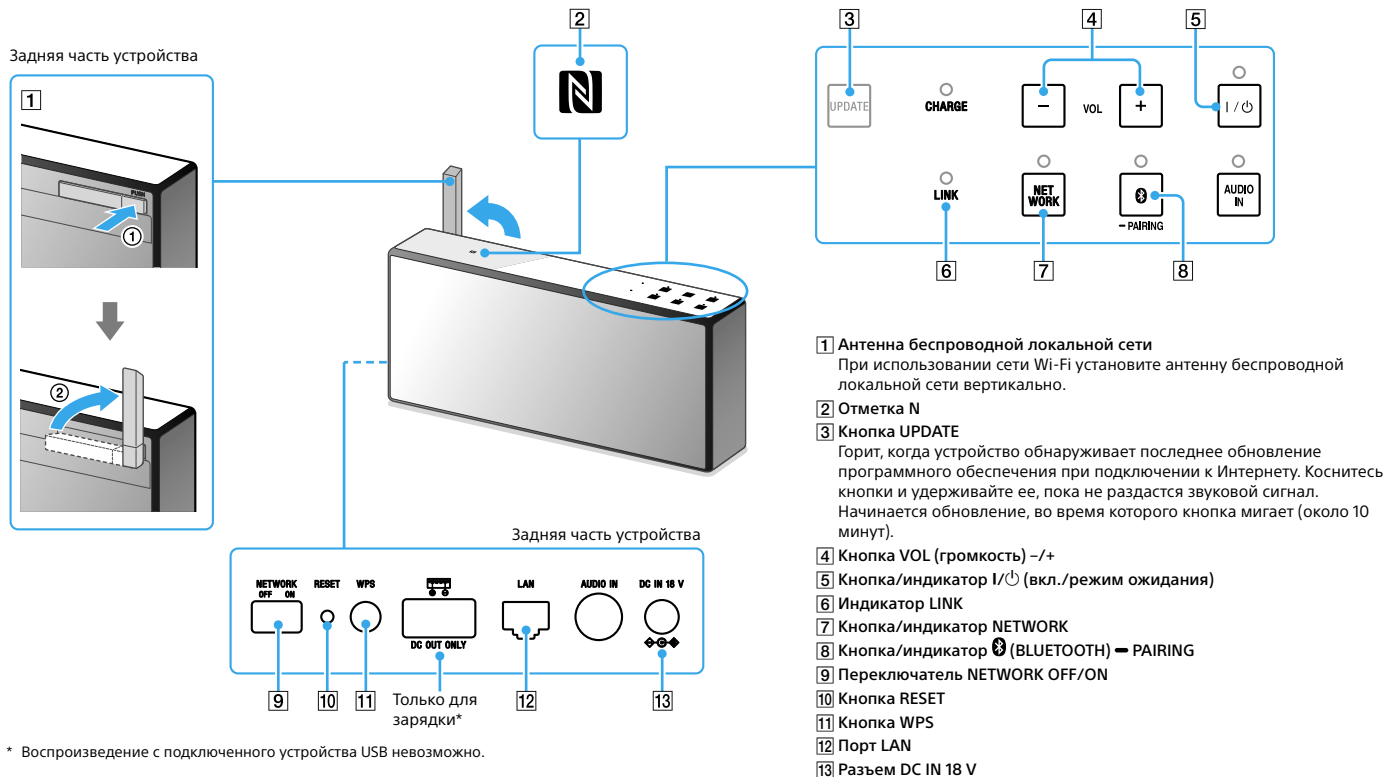 Задняя часть устройства
1
PUSH
①
②
2
N
3
4
5
UPDATE
CHARGE
–
VOL
+
I / ⏻
LINK
NET
WORK
– PAIRING
AUDIO
IN
6
7
8
Задняя часть устройства
NETWORK
OFF ON
RESET
WPS
DC OUT ONLY
LAN
AUDIO IN
DC IN 18 V
9
10
11
Только для
зарядки*
12
13
* Воспроизведение с подключенного устройства USB невозможно.
1 Антенна беспроводной локальной сети
При использовании сети Wi-Fi установите антенну беспроводной
локальной сети вертикально.
2 Отметка N
3 Кнопка UPDATE
Горит, когда устройство обнаруживает последнее обновление
программного обеспечения при подключении к Интернету. Коснитесь
кнопки и удерживайте ее, пока не раздастся звуковой сигнал.
Начинается обновление, во время которого кнопка мигает (около 10
минут).
4 Кнопка VOL (громкость) –/+
5 Кнопка/индикатор I/⏻ (вкл./режим ожидания)
6 Индикатор LINK
7 Кнопка/индикатор NETWORK
8 Кнопка/индикатор (BLUETOOTH) – PAIRING
9 Переключатель NETWORK OFF/ON
10 Кнопка RESET
11 Кнопка WPS
12 Порт LAN
13 Разъем DC IN 18 V